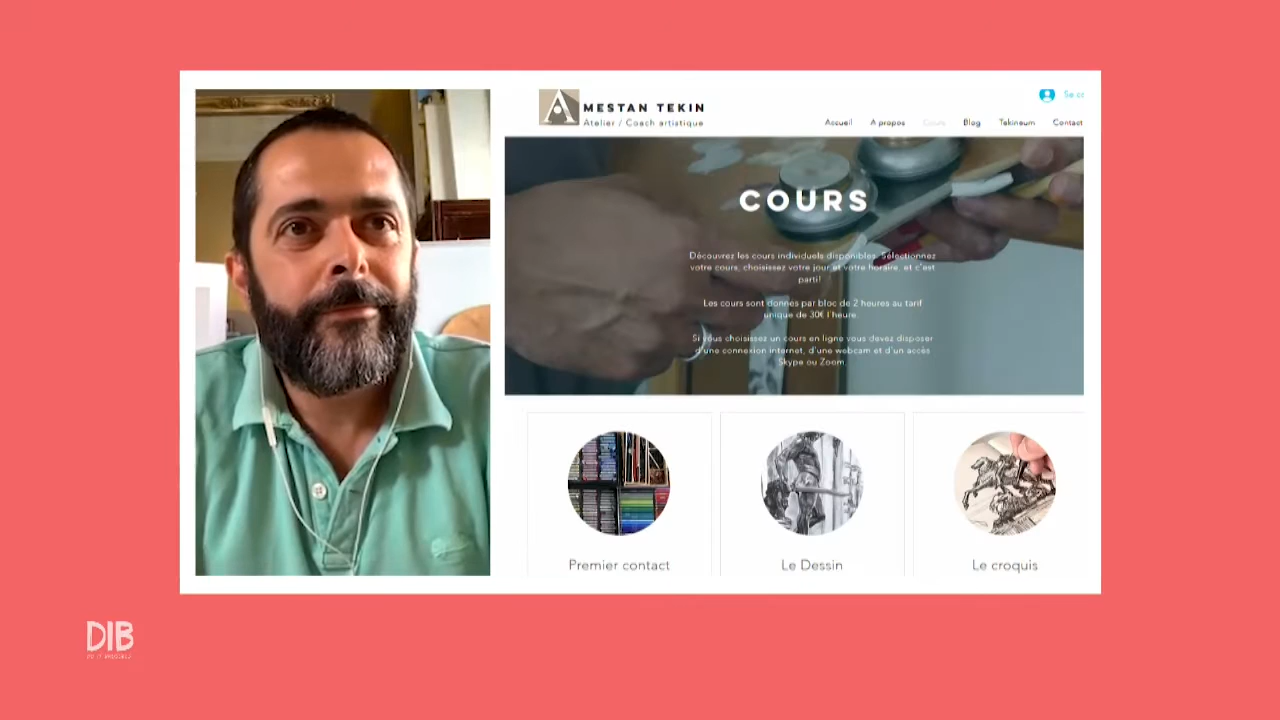 MESTAN TEKIN
Atelier / Coach artistique
Accueil
A propos
Cours
Blog
Tekineum
Contact
COURS
Découvrez les cours individuels disponibles. Sélectionnez
votre cours, choisissez votre jour et votre horaire, et c'est
parti!
Les cours sont donnés par bloc de 2 heures au tarif
unique de 30€ l'heure.
Si vous choisissez un cours en ligne vous devez disposer
d'une connexion internet, d'une webcam et d'un accès
Skype ou Zoom.
Premier contact
Le Dessin
Le croquis
DIB